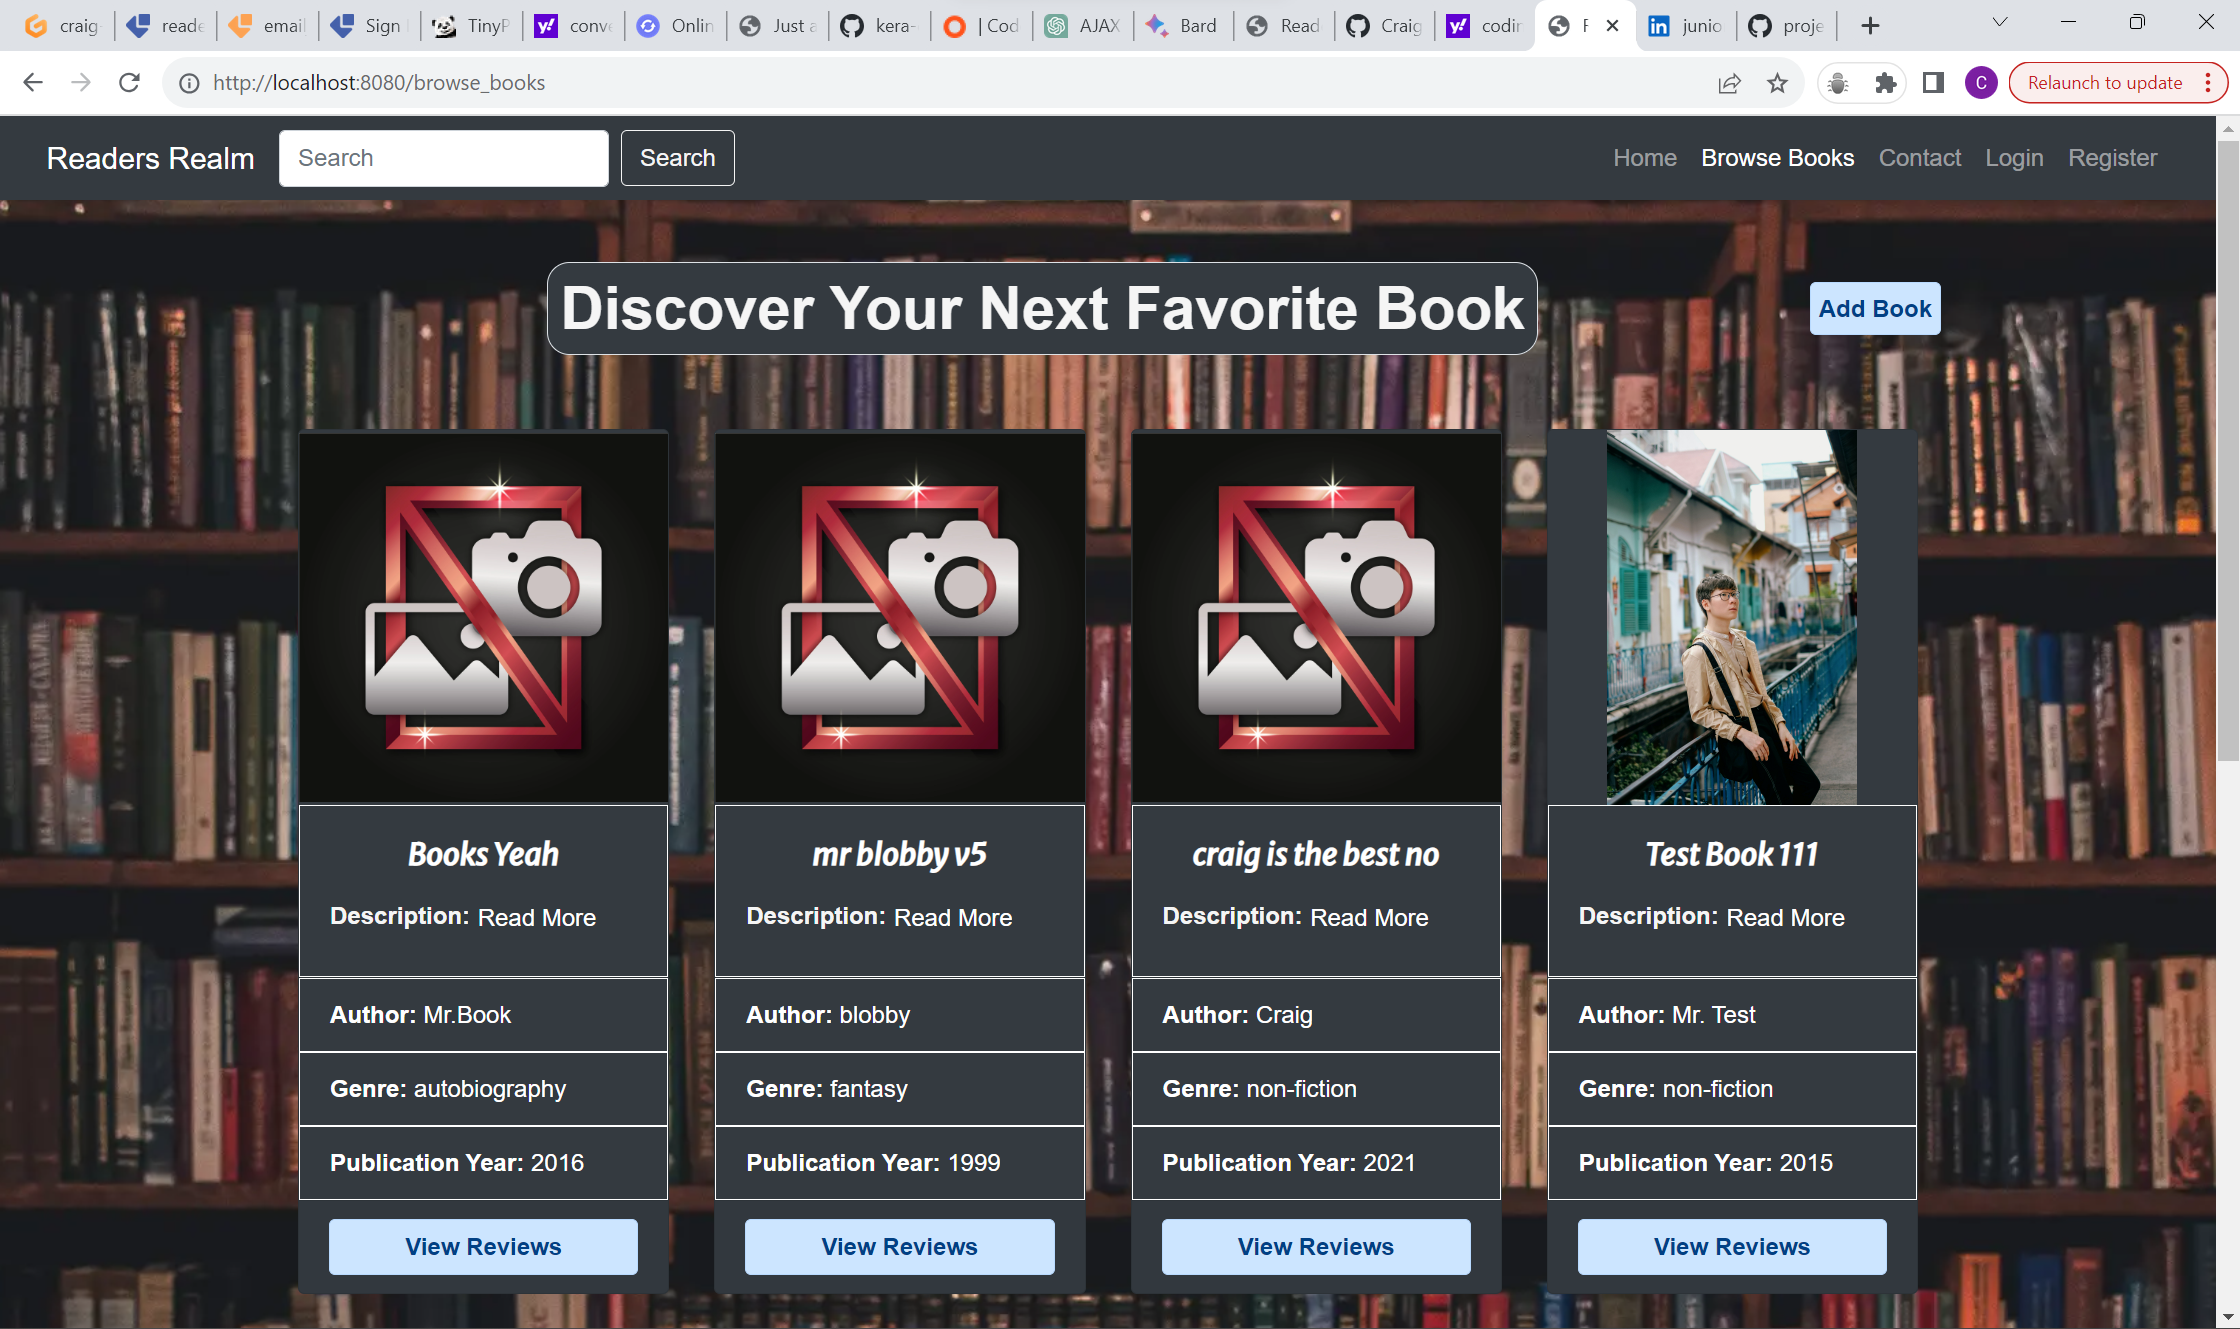 craig
reade
email
Sign
TinyP
conve
Onlin
Just a
kera-
| Cod
AJAX
Bard
Read
Craig
codin
F
junio
proje
http://localhost:8080/browse_books
C
Relaunch to update
Readers Realm
Search
Search
Home
Browse Books
Contact
Login
Register
Discover Your Next Favorite Book
Add Book
Books Yeah
Description: Read More
Author: Mr.Book
Genre: autobiography
Publication Year: 2016
View Reviews
mr blobby v5
Description: Read More
Author: blobby
Genre: fantasy
Publication Year: 1999
View Reviews
craig is the best no
Description: Read More
Author: Craig
Genre: non-fiction
Publication Year: 2021
View Reviews
Test Book 111
Description: Read More
Author: Mr. Test
Genre: non-fiction
Publication Year: 2015
View Reviews